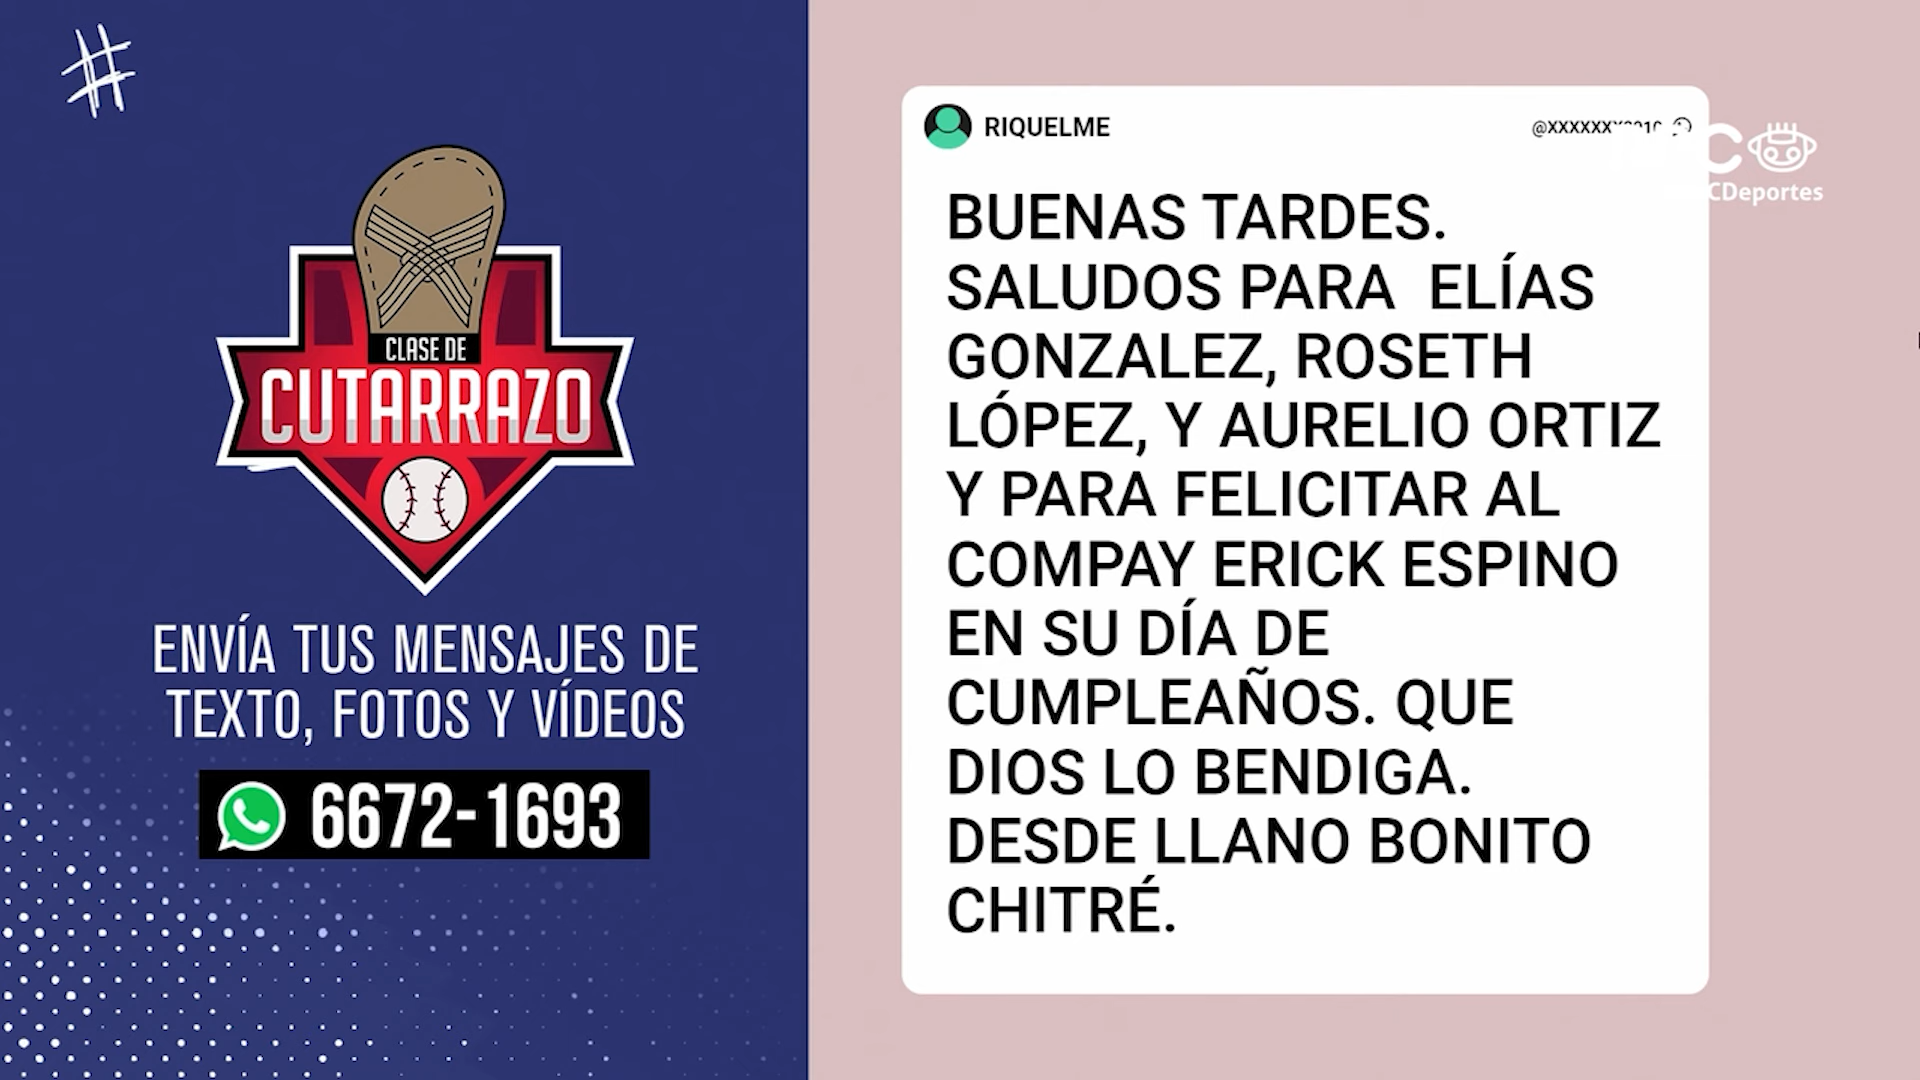 #
CLASE DE
CUTARRAZO
ENVÍA TUS MENSAJES DE
TEXTO, FOTOS Y VÍDEOS
6672-1693
RIQUELME
BUENAS TARDES.
SALUDOS PARA ELÍAS
GONZALEZ, ROSETH
LÓPEZ, Y AURELIO ORTIZ
Y PARA FELICITAR AL
COMPAY ERICK ESPINO
EN SU DÍA DE
CUMPLEAÑOS. QUE
DIOS LO BENDIGA.
DESDE LLANO BONITO
CHITRÉ.
CDeportes